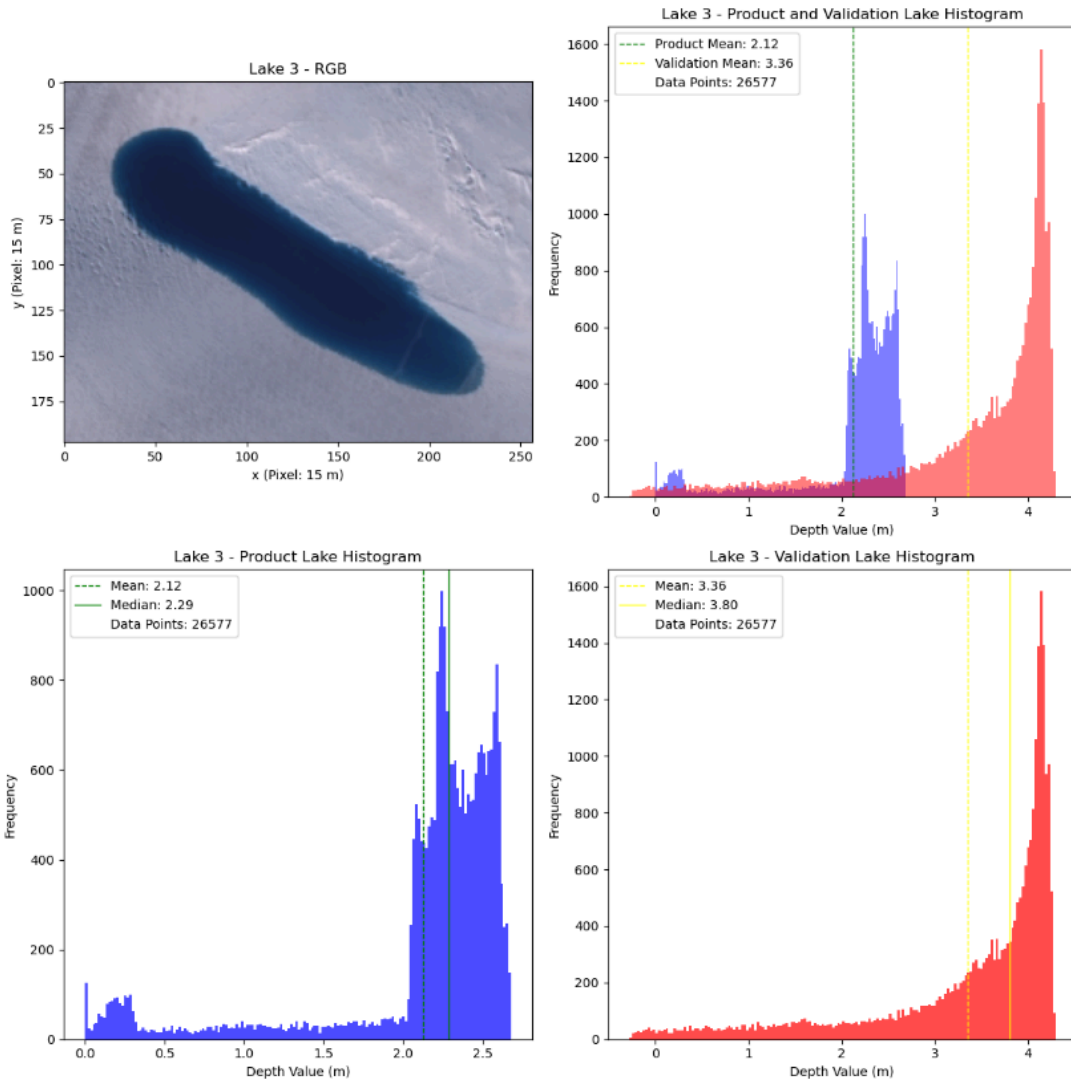 Lake 3 - RGB
0
25
50
75
100
125
150
175
y (Pixel: 15 m)
0
50
100
150
200
250
x (Pixel: 15 m)
Lake 3 - Product and Validation Lake Histogram
Product Mean: 2.12
Validation Mean: 3.36
Data Points: 26577
1600
1400
1200
1000
800
600
400
200
0
Frequency
0
1
2
3
4
Depth Value (m)
Lake 3 - Product Lake Histogram
Mean: 2.12
Median: 2.29
Data Points: 26577
1000
800
600
400
200
0
Frequency
0.0
0.5
1.0
1.5
2.0
2.5
Depth Value (m)
Lake 3 - Validation Lake Histogram
Mean: 3.36
Median: 3.80
Data Points: 26577
1600
1400
1200
1000
800
600
400
200
0
Frequency
0
1
2
3
4
Depth Value (m)